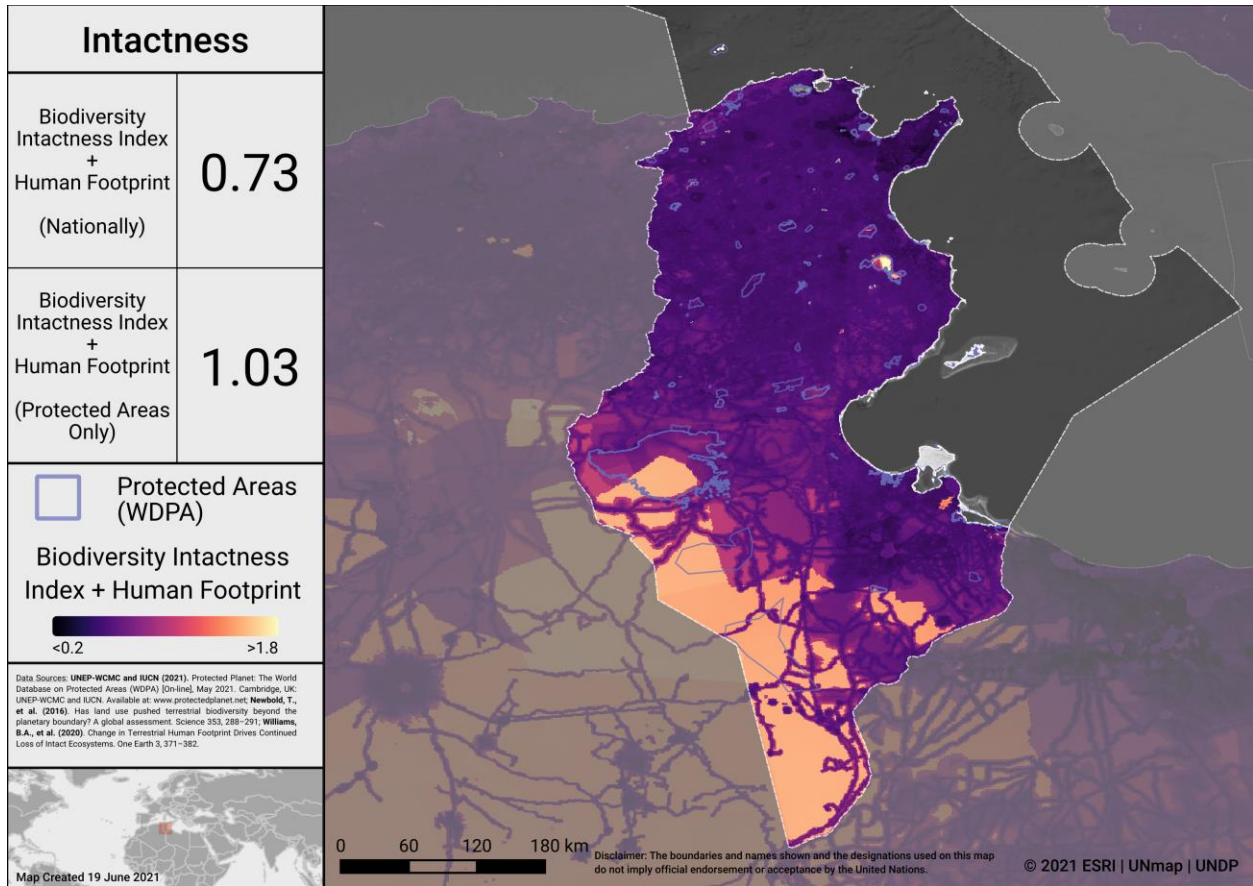 Intactness
Biodiversity
Intactness Index
+
Human Footprint
(Nationally)
0.73
Biodiversity
Intactness Index
+
Human Footprint
(Protected Areas
Only)
1.03
Protected Areas
(WDPA)
Biodiversity Intactness
Index + Human Footprint
<0.2
>1.8
Data Sources: UNEP-WCMC and IUCN (2021). Protected Planet: The World
Database on Protected Areas (WDPA) [On-line], May 2021. Cambridge, UK:
UNEP-WCMC and IUCN. Available at: www.protectedplanet.net; Newbold, T.,
et al. (2016). Has land use pushed terrestrial biodiversity beyond the
planetary boundary? A global assessment. Science 353, 288–291; Williams,
B.A., et al. (2020). Change in Terrestrial Human Footprint Drives Continued
Loss of Intact Ecosystems. One Earth 3, 371–382.
Map Created 19 June 2021
0 60 120 180 km
Disclaimer: The boundaries and names shown and the designations used on this map
do not imply official endorsement or acceptance by the United Nations.
© 2021 ESRI | UNmap | UNDP